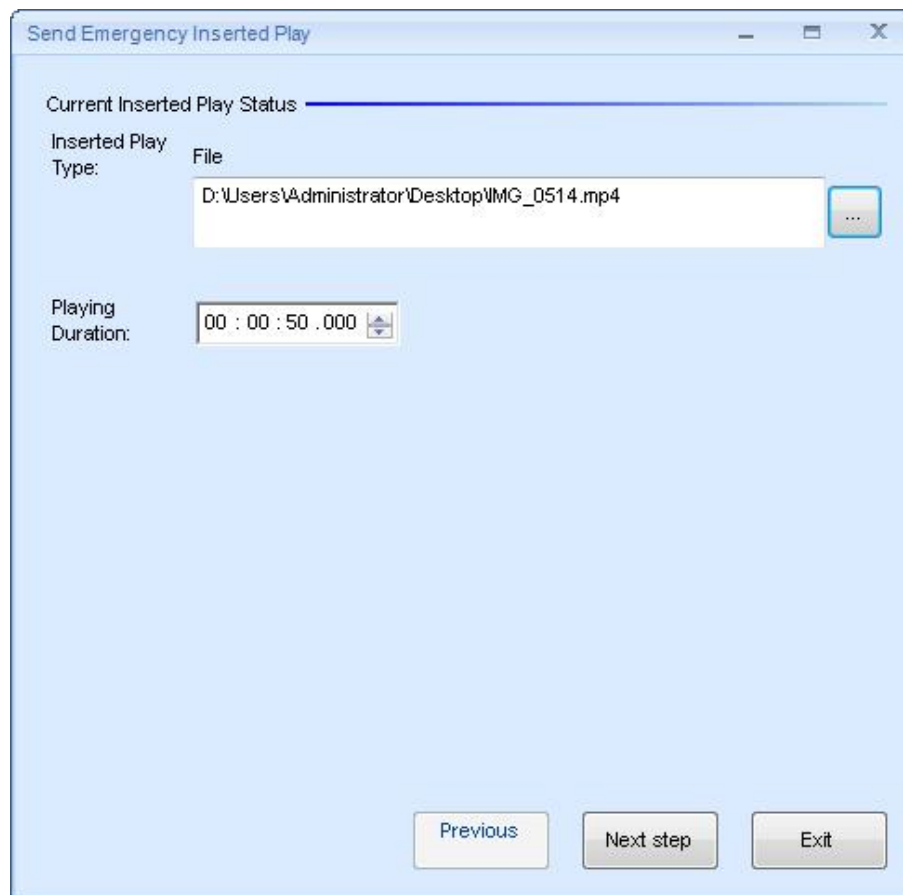 Send Emergency Inserted Play
Current Inserted Play Status
Inserted Play
Type:
File
D:\Users\Administrator\Desktop\IMG_0514.mp4
...
Playing
Duration:
00 : 00 : 50 .000
Previous
Next step
Exit